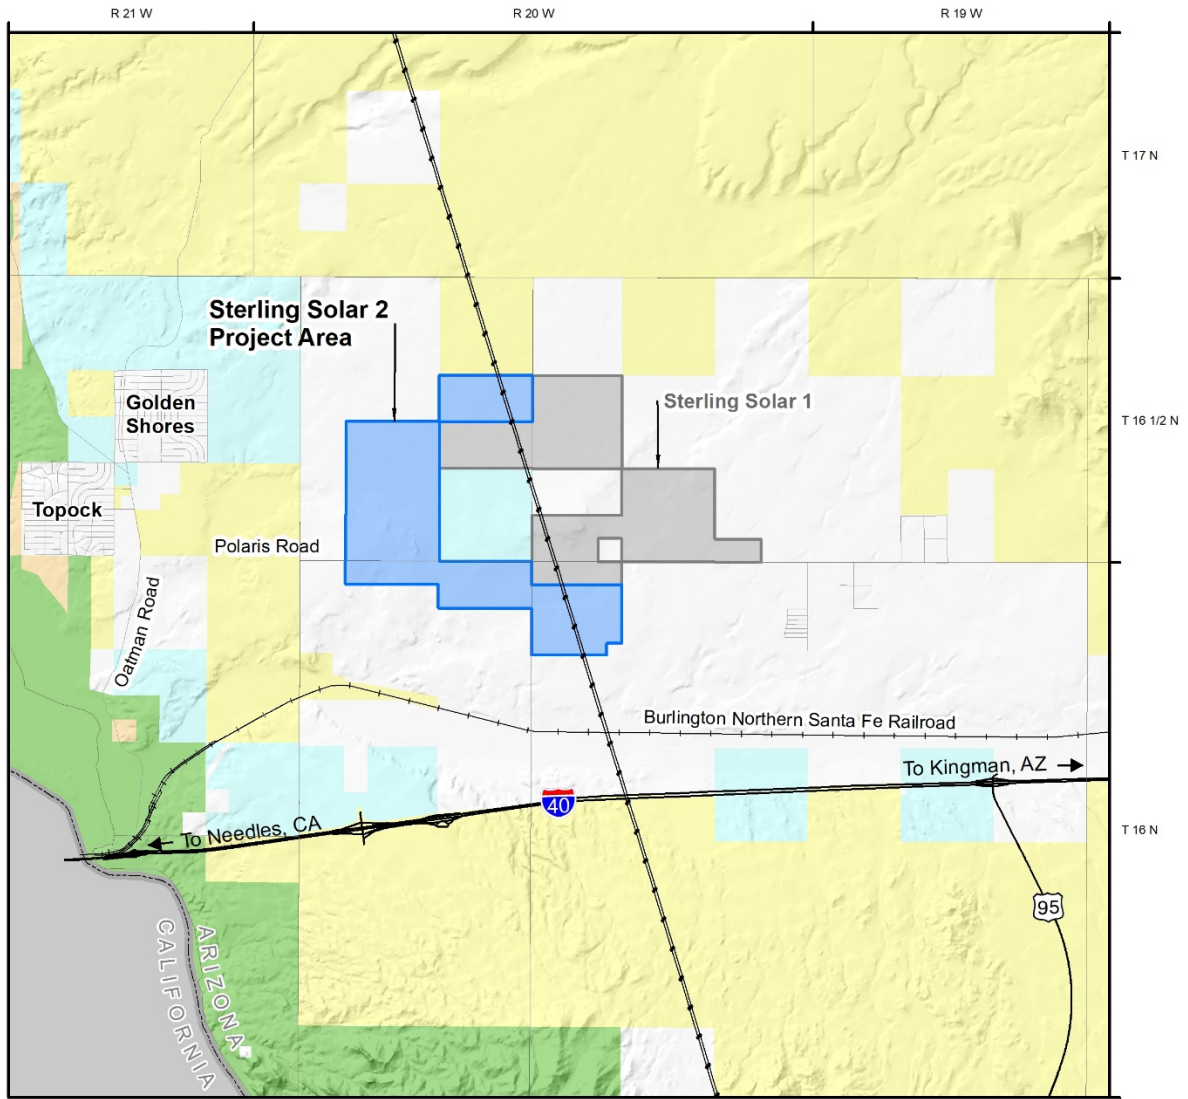 R 21 W
R 20 W
R 19 W
T 17 N
Sterling Solar 2
Project Area
Golden
Shores
Sterling Solar 1
T 16 1/2 N
Topock
Polaris Road
Oatman Road
Burlington Northern Santa Fe Railroad
To Kingman, AZ
40
To Needles, CA
T 16 N
95
ARIZONA
CALIFORNIA